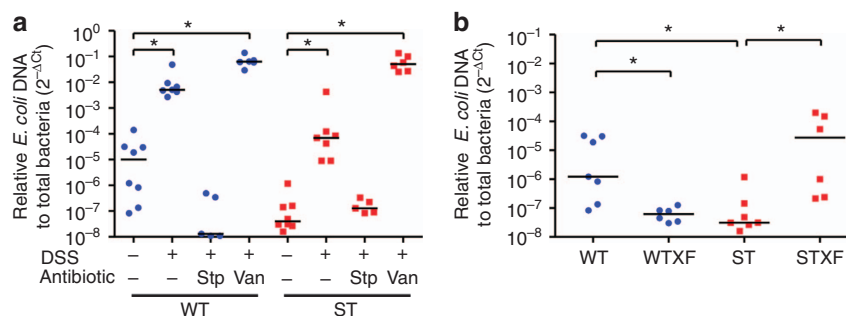 a
Relative E. coli DNA
to total bacteria (2⁻ΔCt)
10⁰
10⁻¹
10⁻²
10⁻⁴
10⁻⁵
10⁻⁶
10⁻⁷
10⁻⁸
* * * *
DSS – + + + – + + +
Antibiotic – – Stp Van – – Stp Van
WT ST
b
Relative E. coli DNA
to total bacteria (2⁻ΔCt)
10⁻¹
10⁻¹
10⁻²
10⁻³
10⁻⁴
10⁻⁵
10⁻⁶
10⁻⁷
10⁻⁸
* * *
WT WTXF ST STXF